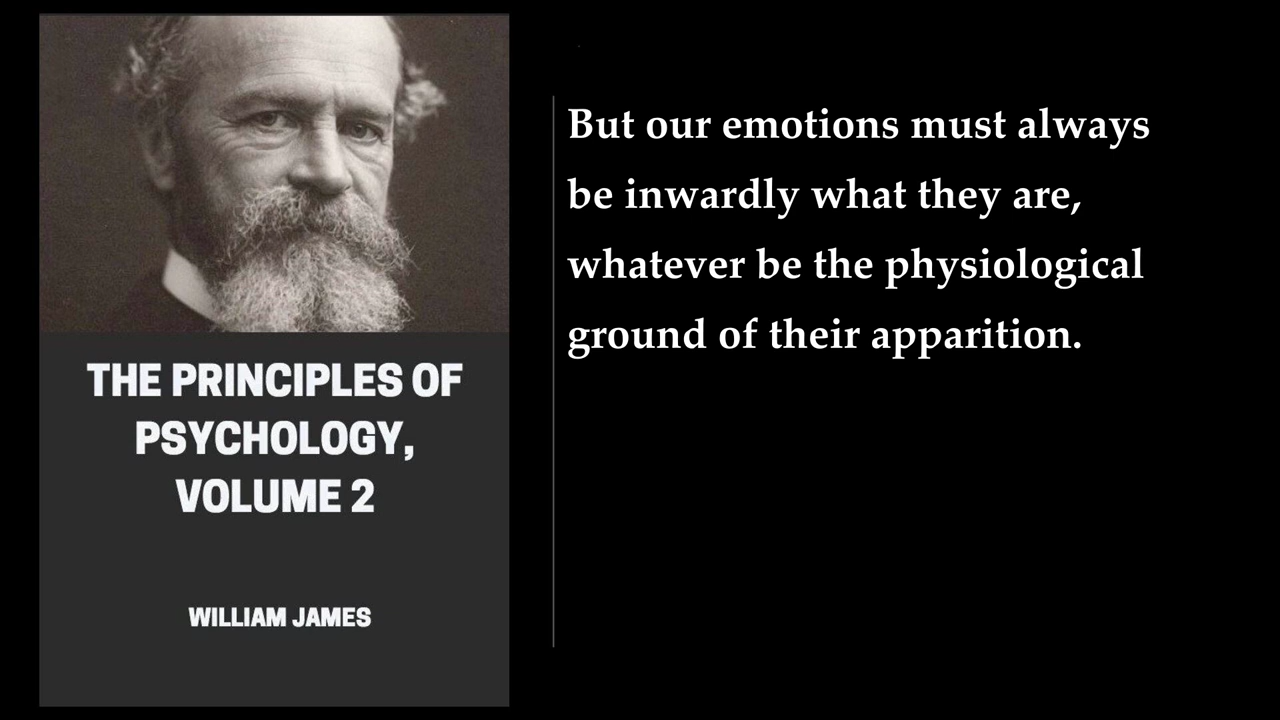 THE PRINCIPLES OF
PSYCHOLOGY,
VOLUME 2
WILLIAM JAMES
But our emotions must always
be inwardly what they are,
whatever be the physiological
ground of their apparition.